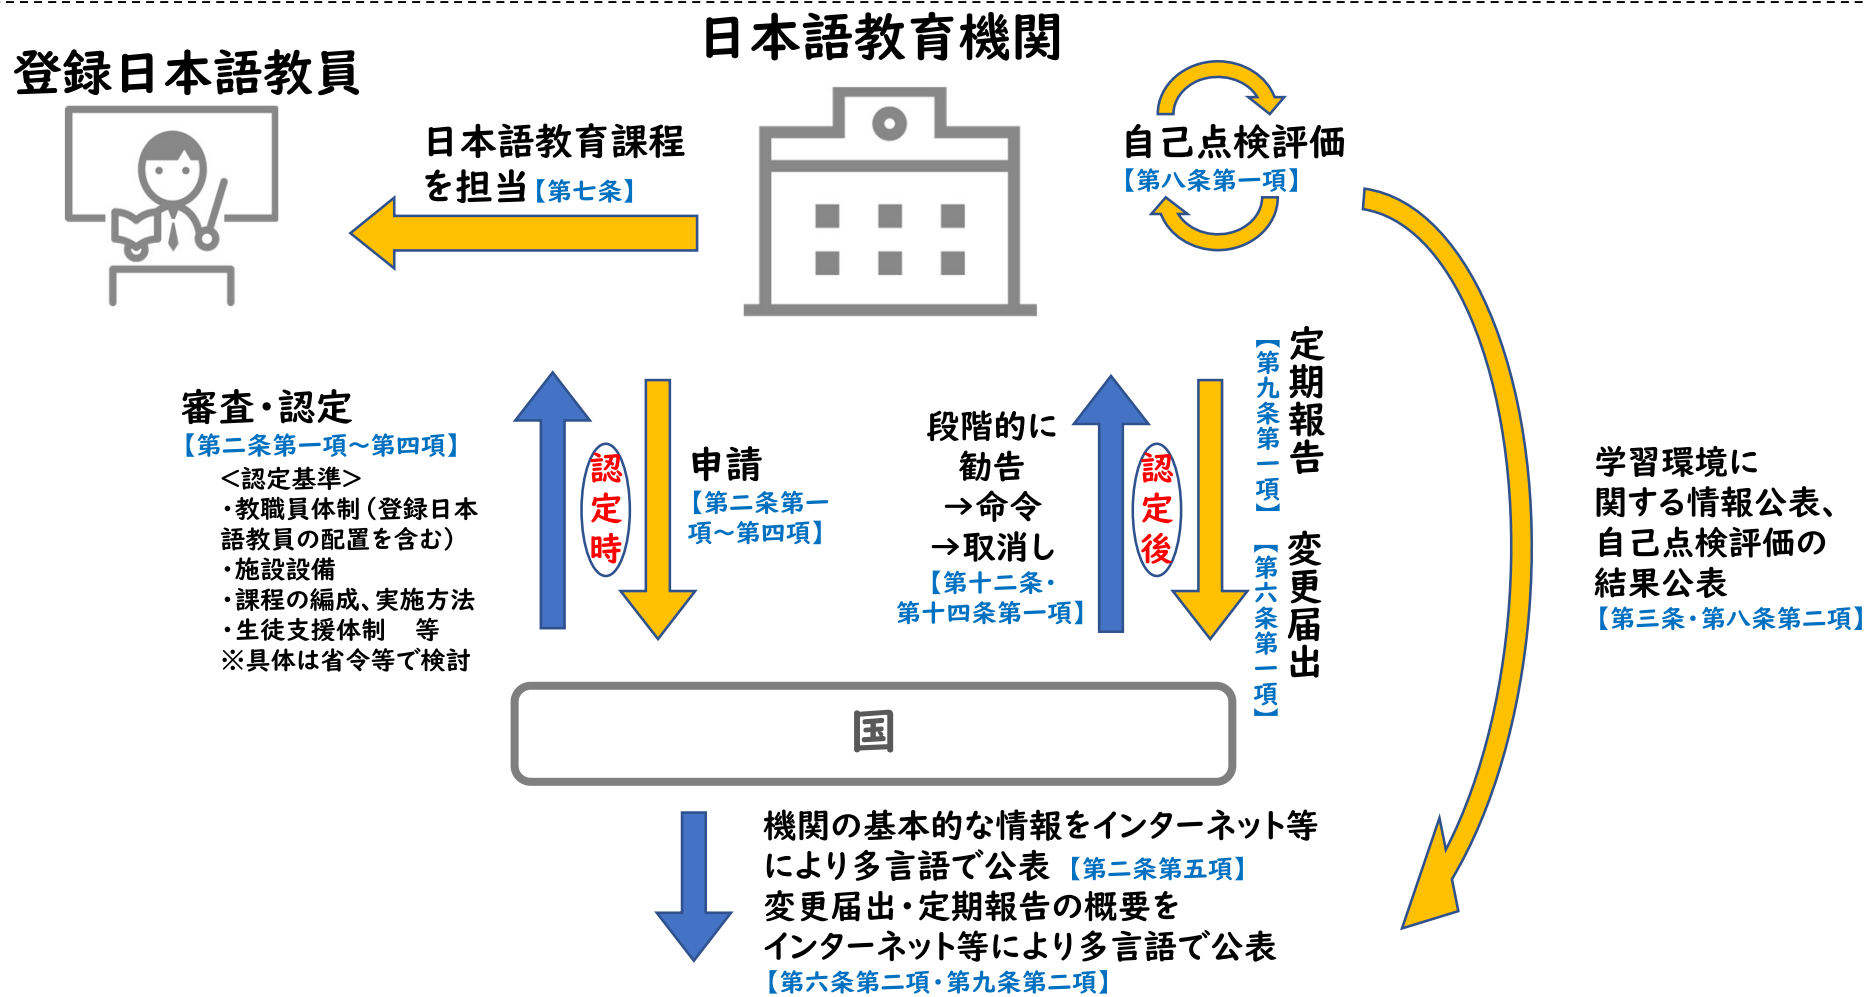 日本語教育機関
登録日本語教員
日本語教育課程
を担当【第七条】
自己点検評価
【第八条第一項】
審査・認定
【第二条第一項～第四項】
＜認定基準＞
・教職員体制（登録日本
語教員の配置を含む）
・施設設備
・課程の編成、実施方法
・生徒支援体制　等
※具体は省令等で検討
認定時
申請
【第二条第一
項～第四項】
段階的に
勧告
→命令
→取消し
【第十二条・
第十四条第一項】
認定後
定期報告
【第九条第一項】
変更届出
【第六条第一項】
学習環境に
関する情報公表、
自己点検評価の
結果公表
【第三条・第八条第二項】
国
機関の基本的な情報をインターネット等
により多言語で公表 【第二条第五項】
変更届出・定期報告の概要を
インターネット等により多言語で公表
【第六条第二項・第九条第二項】